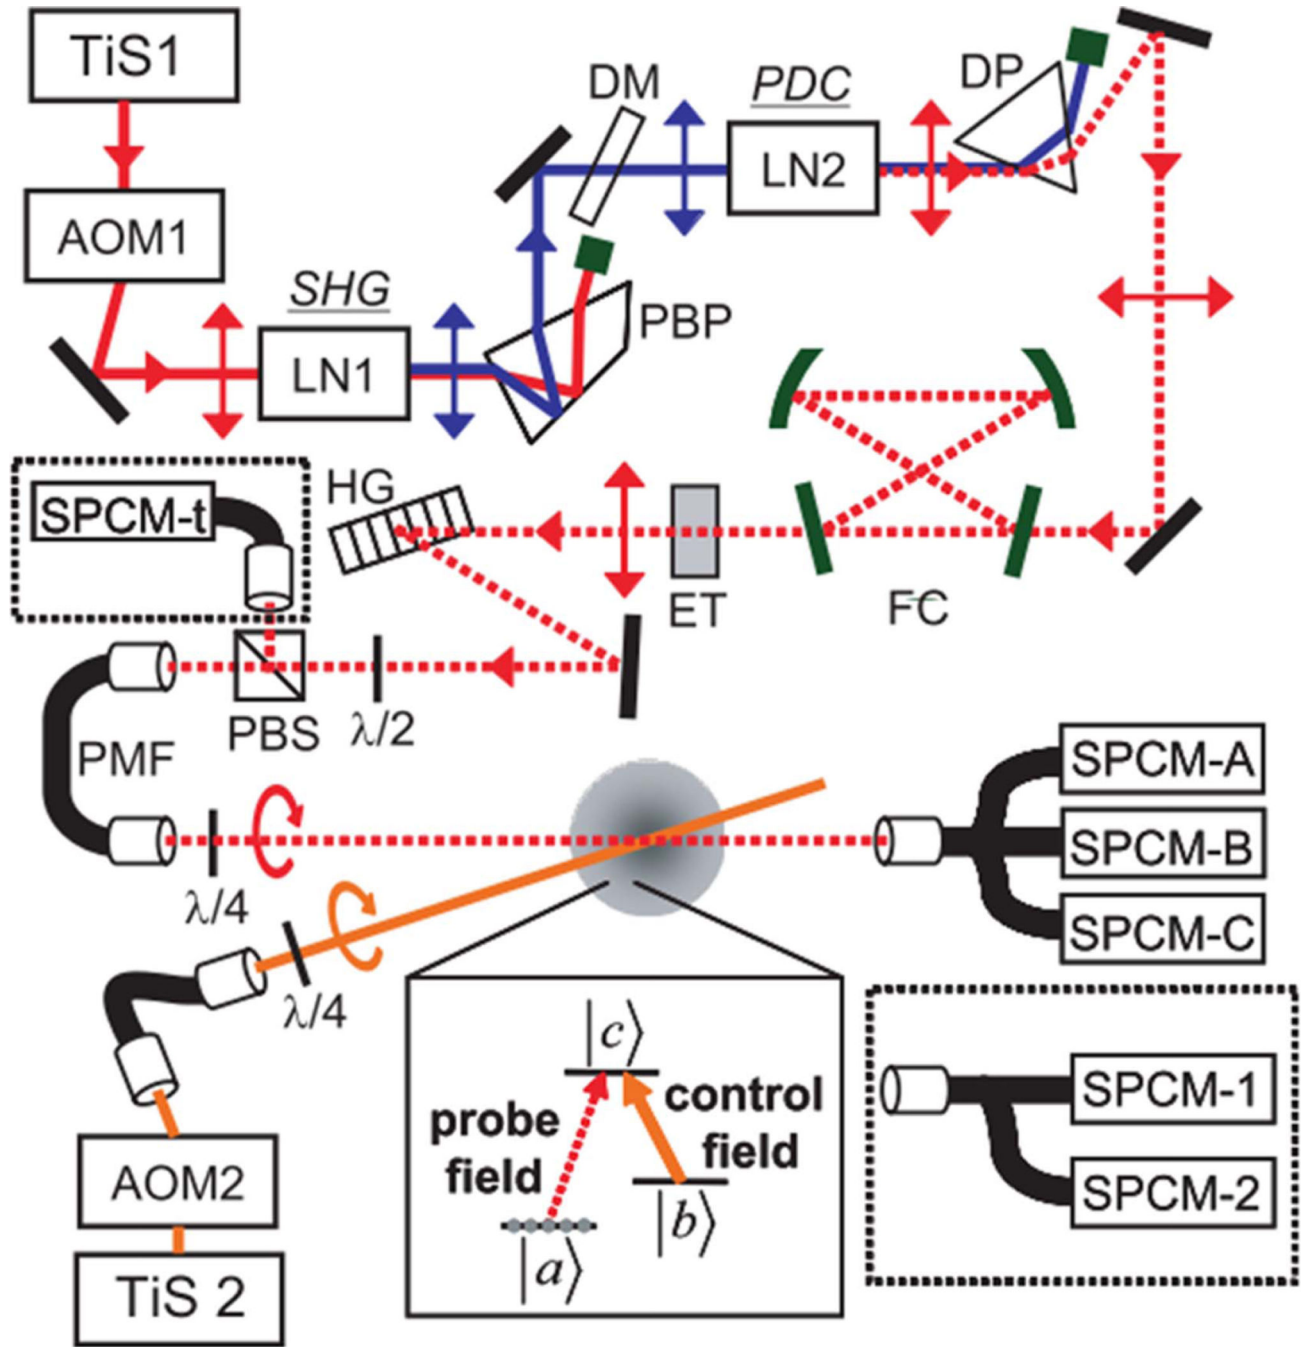 TiS1
DM
PDC
DP
AOM1
LN2
SHG
PBP
LN1
HG
SPCM-t
ET
FC
PBS
λ/2
PMF
SPCM-A
SPCM-B
λ/4
SPCM-C
λ/4
|c⟩
probe
field
control
field
SPCM-1
AOM2
|b⟩
SPCM-2
|a⟩
TiS 2